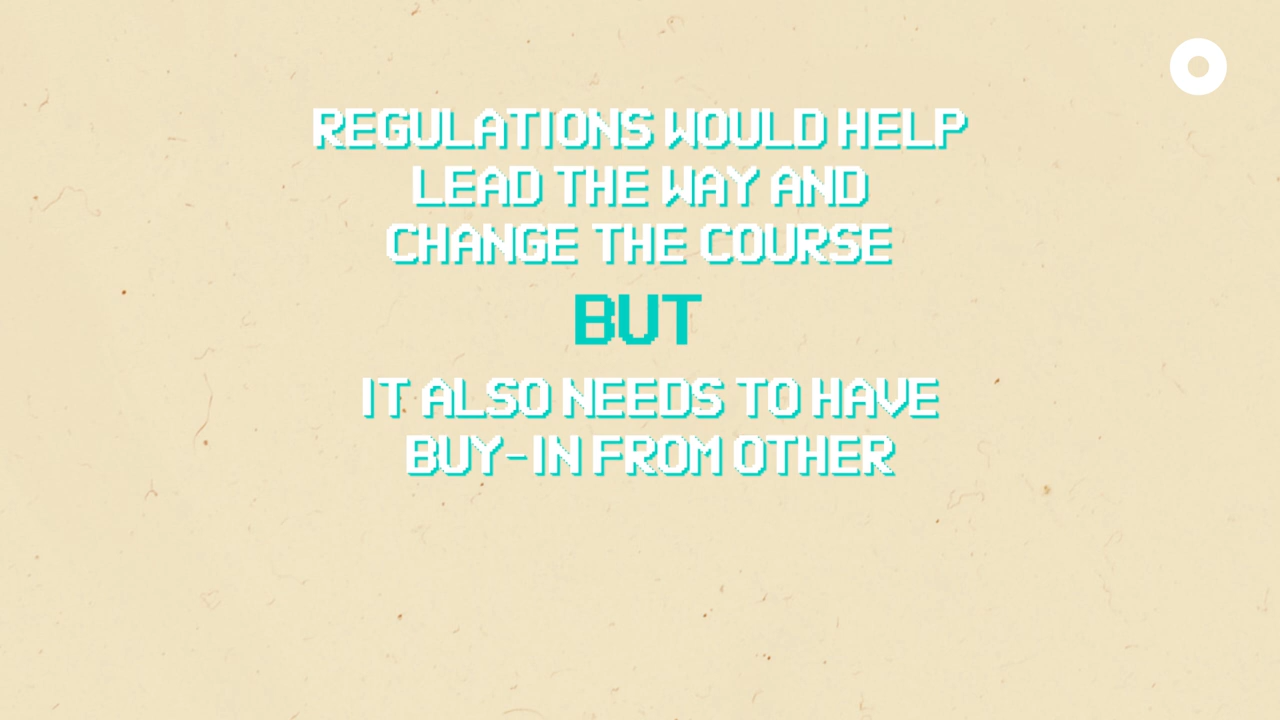 REGULATIONS WOULD HELP
LEAD THE WAY AND
CHANGE THE COURSE
BUT
IT ALSO NEEDS TO HAVE
BUY-IN FROM OTHER